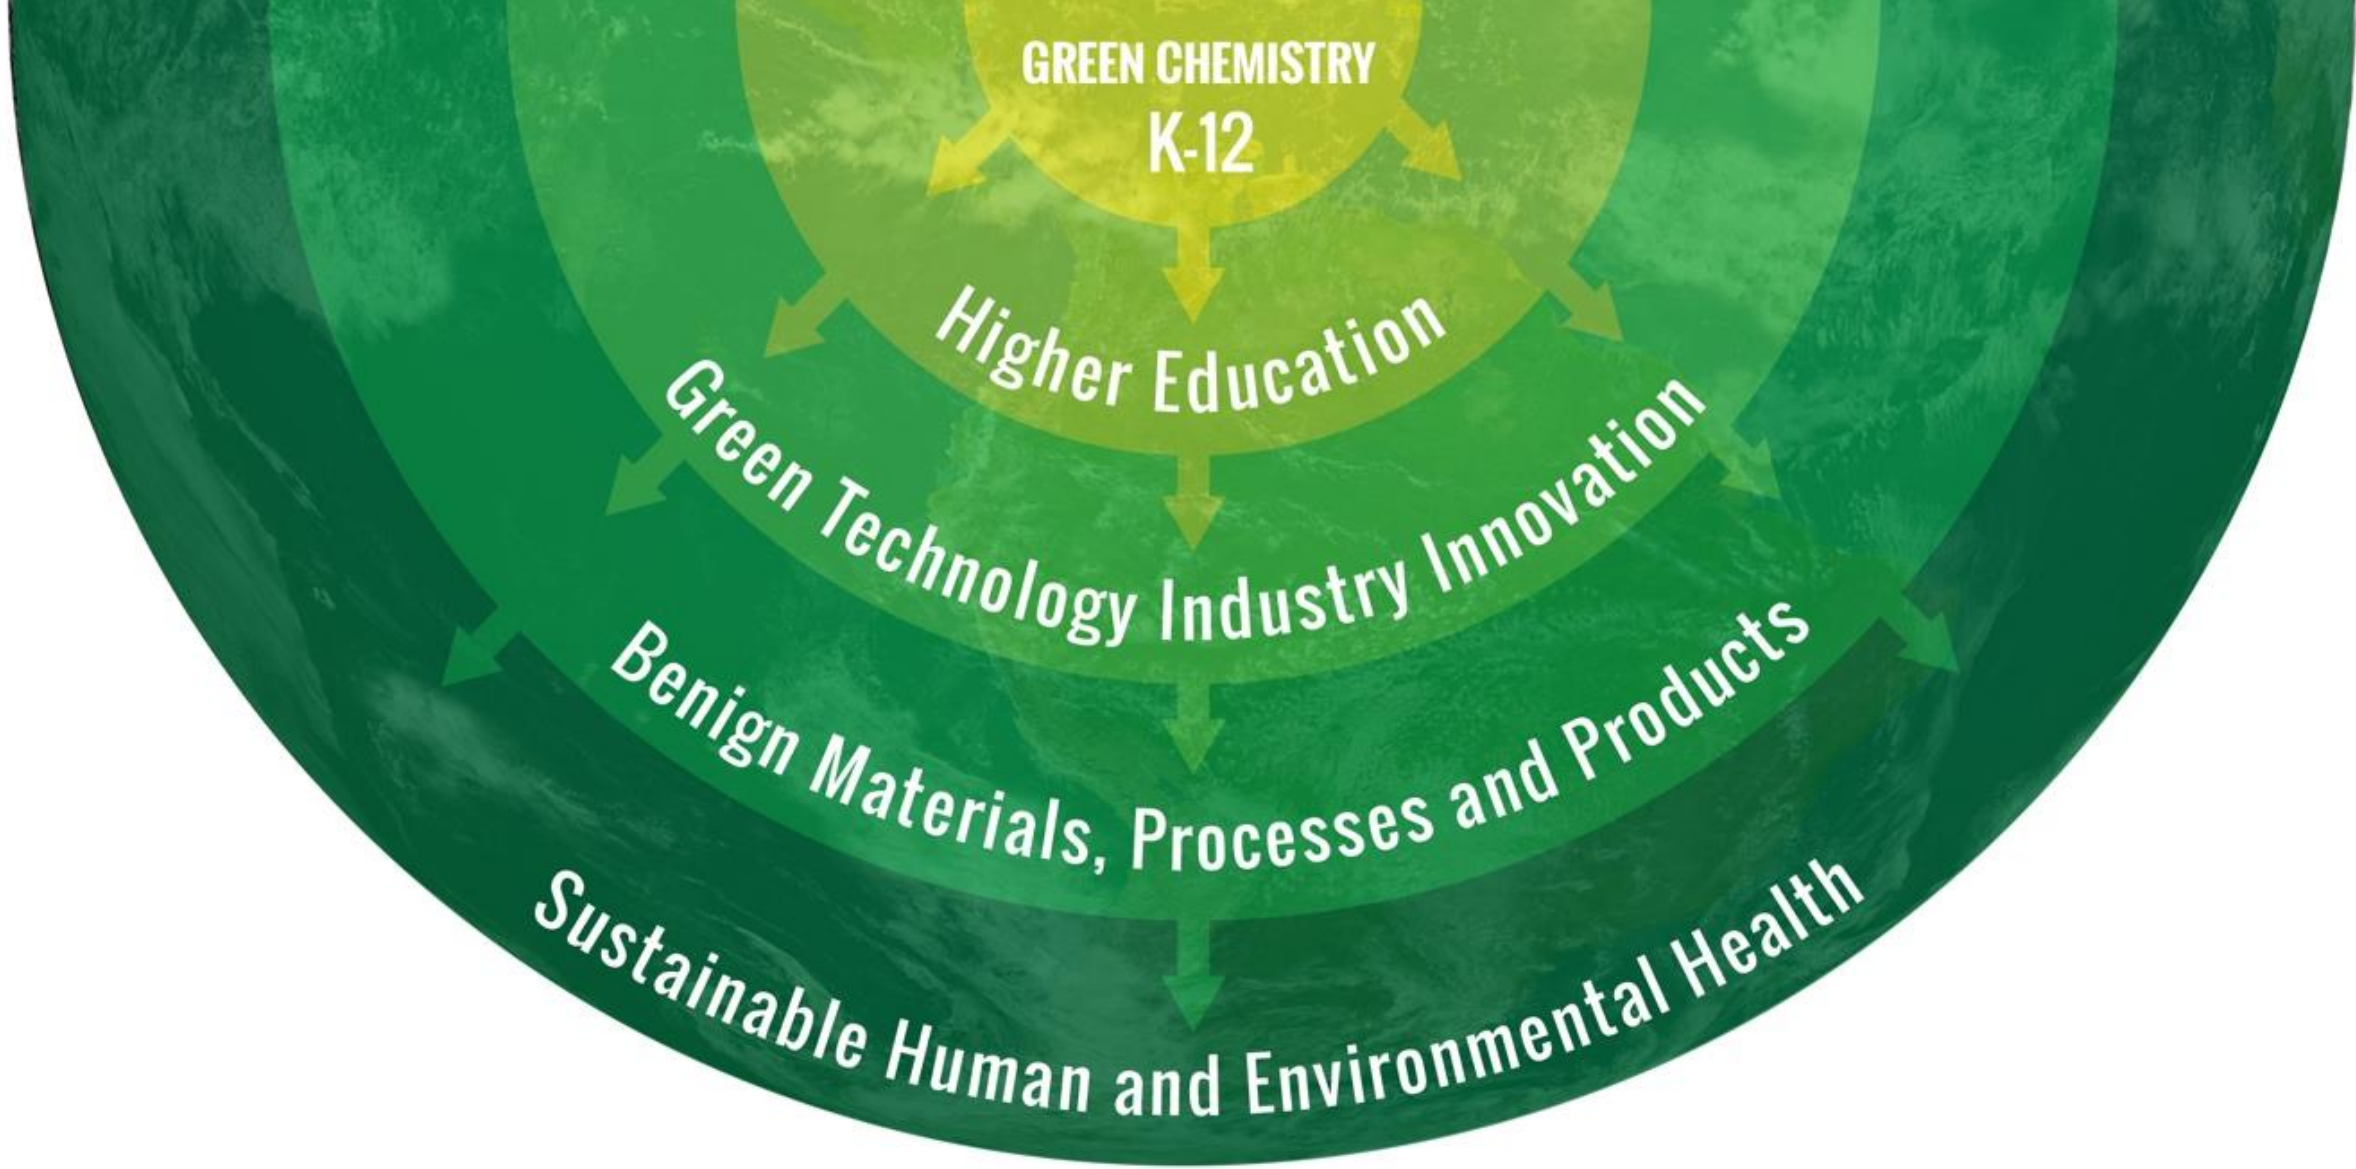 GREEN CHEMISTRY
K-12
Higher Education
Green Technology Industry Innovation
Benign Materials, Processes and Products
Sustainable Human and Environmental Health